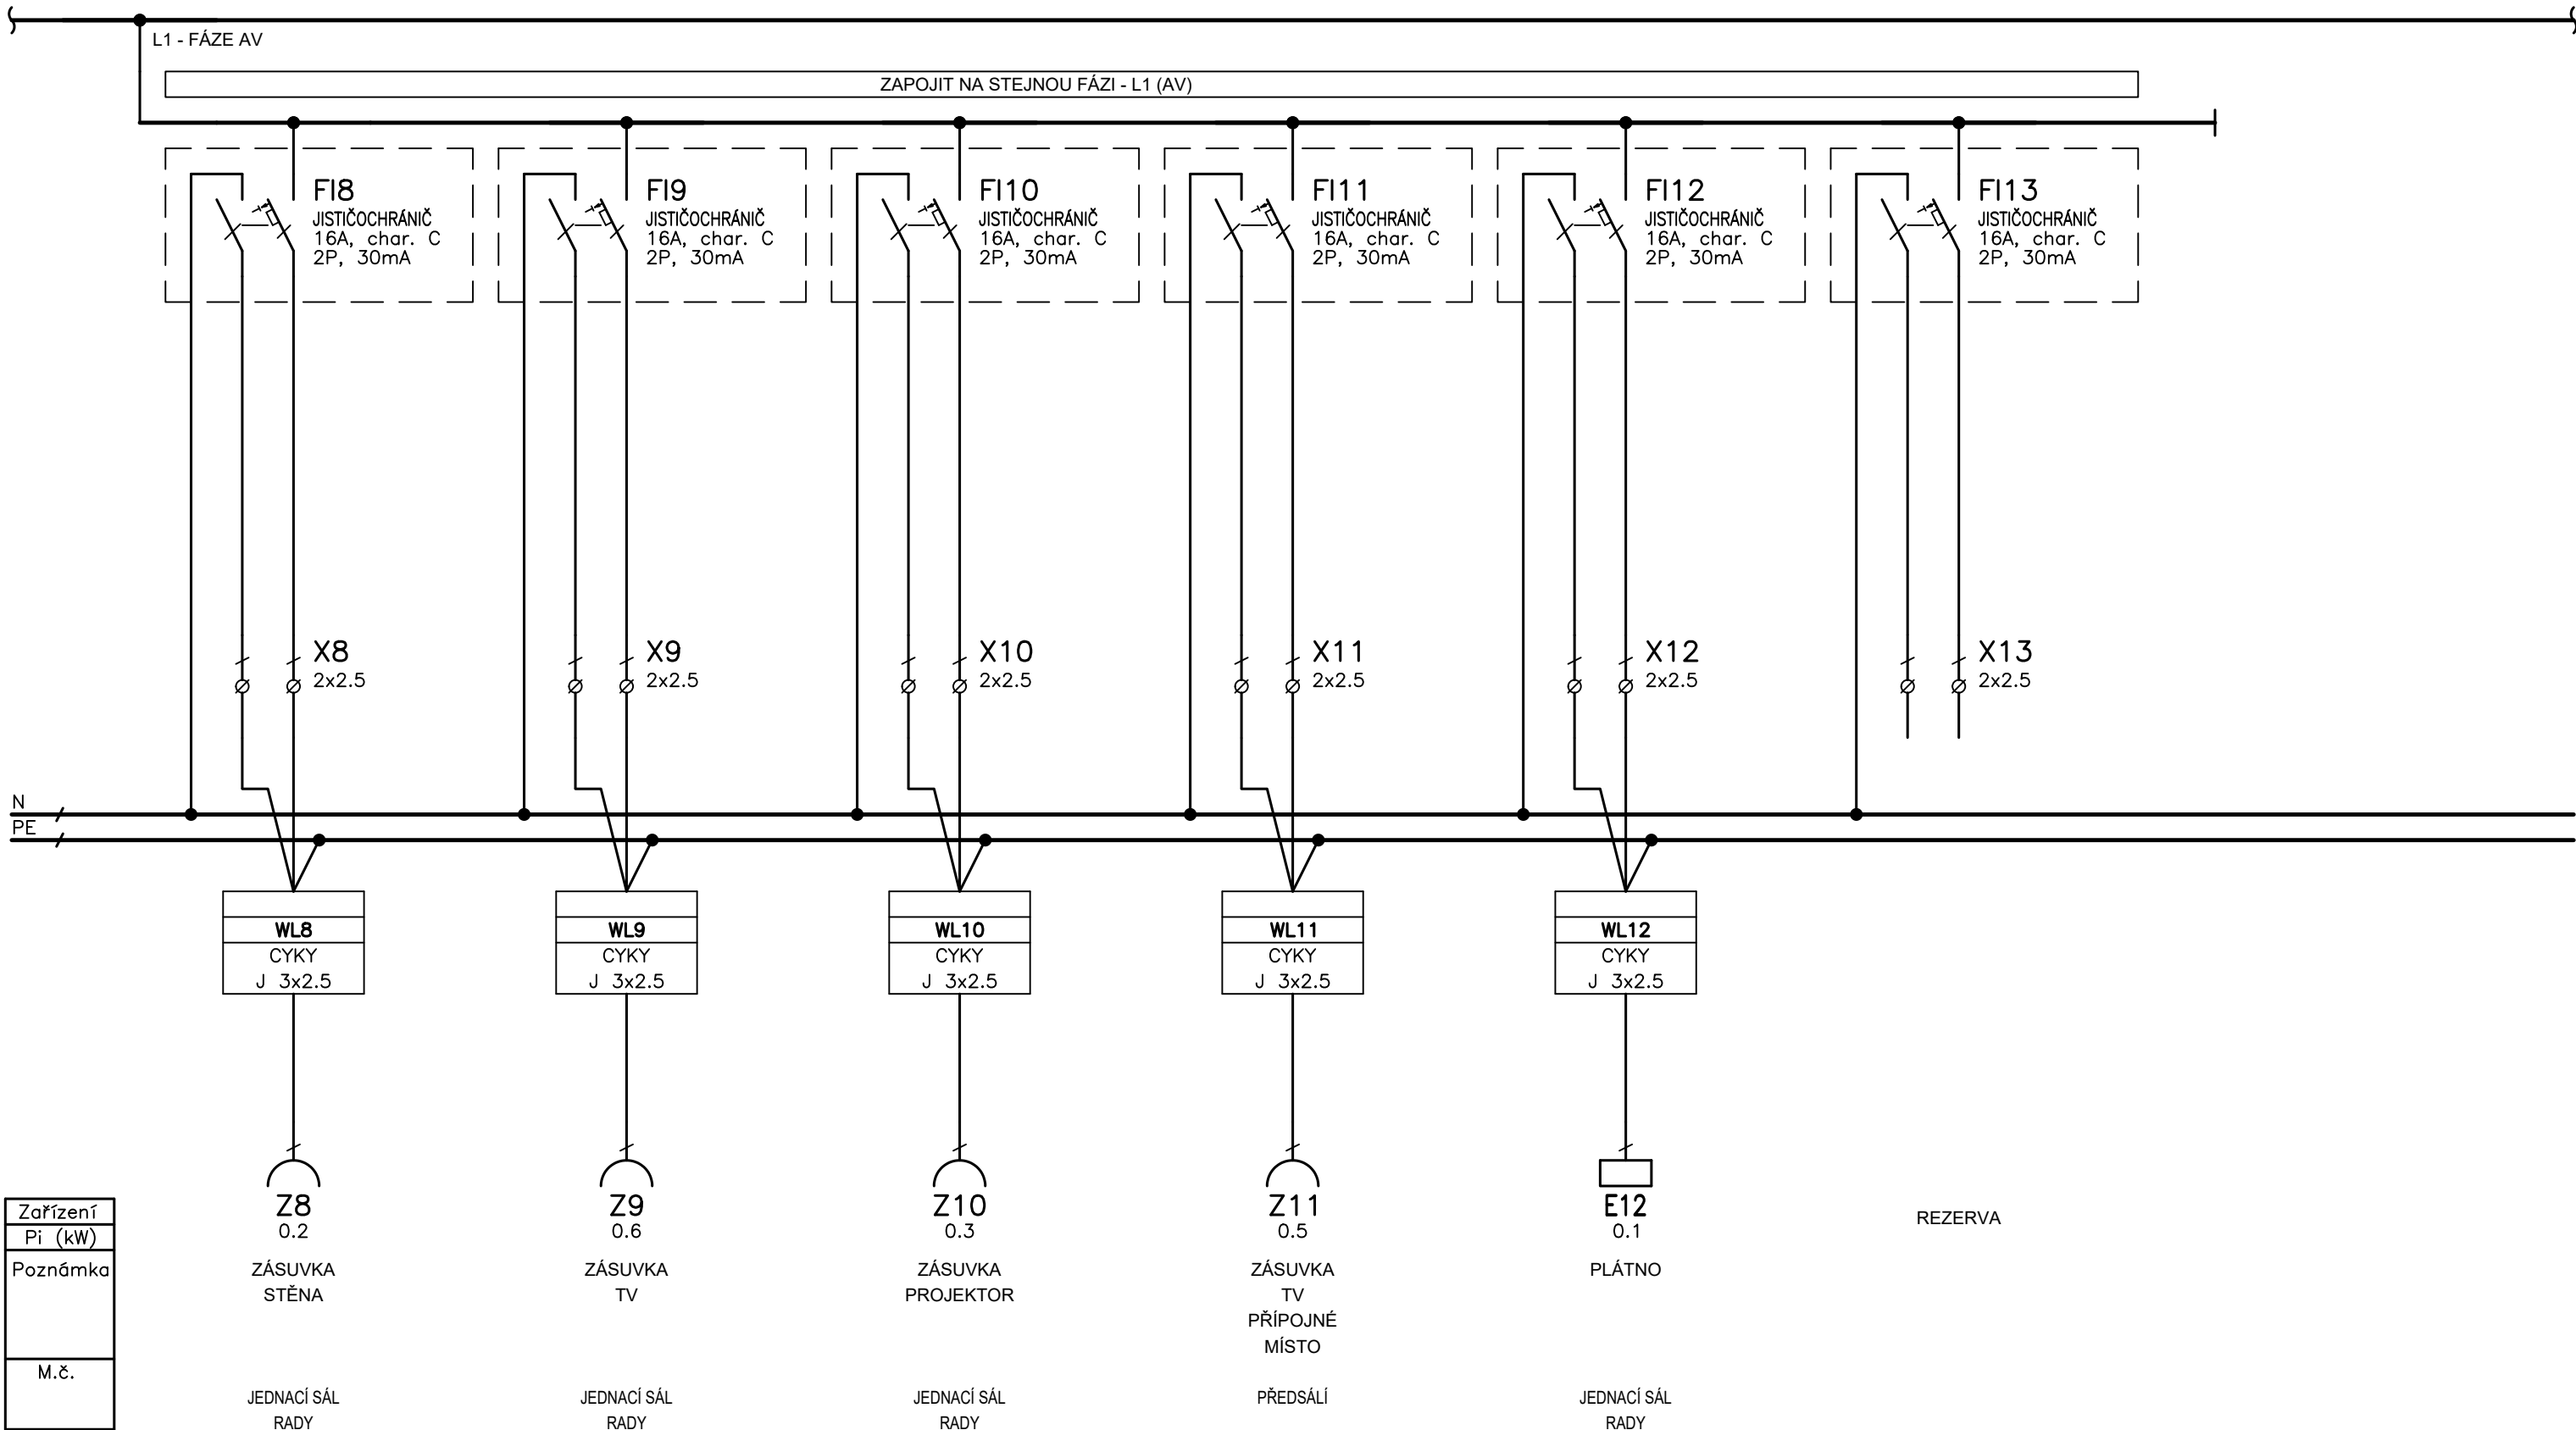 L1 - FÁZE AV
ZAPOJIT NA STEJNOU FÁZI - L1 (AV)
FI8
JISTIČOCHRÁNIČ
16A, char. C
2P, 30mA
FI9
JISTIČOCHRÁNIČ
16A, char. C
2P, 30mA
FI10
JISTIČOCHRÁNIČ
16A, char. C
2P, 30mA
FI11
JISTIČOCHRÁNIČ
16A, char. C
2P, 30mA
FI12
JISTIČOCHRÁNIČ
16A, char. C
2P, 30mA
FI13
JISTIČOCHRÁNIČ
16A, char. C
2P, 30mA
X8
2x2.5
X9
2x2.5
X10
2x2.5
X11
2x2.5
X12
2x2.5
X13
2x2.5
N
PE
WL8
CYKY
J 3x2.5
WL9
CYKY
J 3x2.5
WL10
CYKY
J 3x2.5
WL11
CYKY
J 3x2.5
WL12
CYKY
J 3x2.5
Zařízení
Pi (kW)
Poznámka
M.č.
Z8
0.2
ZÁSUVKA
STĚNA
JEDNACÍ SÁL
RADY
Z9
0.6
ZÁSUVKA
TV
JEDNACÍ SÁL
RADY
Z10
0.3
ZÁSUVKA
PROJEKTOR
JEDNACÍ SÁL
RADY
Z11
0.5
ZÁSUVKA
TV
PŘÍPOJNÉ
MÍSTO
PŘEDSÁLÍ
E12
0.1
PLÁTNO
JEDNACÍ SÁL
RADY
REZERVA